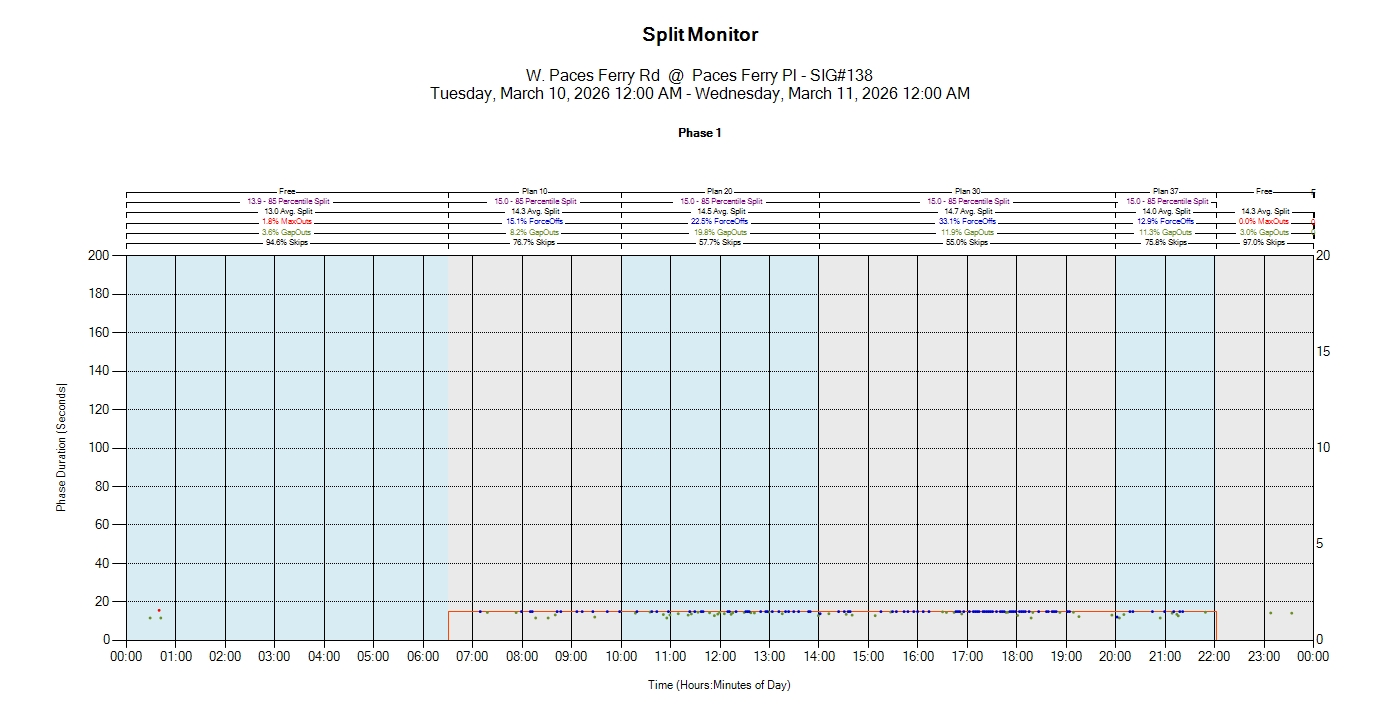 Split Monitor
W. Paces Ferry Rd @ Paces Ferry Pl - SIG#138
Tuesday, March 10, 2026 12:00 AM - Wednesday, March 11, 2026 12:00 AM
Phase 1
Free Plan 10 Plan 20 Plan 30 Plan 37 Free
13.9 - 85 Percentile Split 15.0 - 85 Percentile Split 15.0 - 85 Percentile Split 15.0 - 85 Percentile Split 15.0 - 85 Percentile Split
13.0 Avg. Split 14.3 Avg. Split 14.5 Avg. Split 14.7 Avg. Split 14.0 Avg. Split 14.3 Avg. Split
1.8% MaxOuts 15.1% ForceOffs 22.5% ForceOffs 33.1% ForceOffs 12.9% ForceOffs 0.0% MaxOuts
3.6% GapOuts 8.2% GapOuts 19.8% GapOuts 11.9% GapOuts 11.3% GapOuts 3.0% GapOuts
94.6% Skips 76.7% Skips 57.7% Skips 55.0% Skips 75.8% Skips 97.0% Skips
200 20
180
160
15
140
120
100 10
80
60
5
40
20
0 0
Phase Duration (Seconds)
00:00 01:00 02:00 03:00 04:00 05:00 06:00 07:00 08:00 09:00 10:00 11:00 12:00 13:00 14:00 15:00 16:00 17:00 18:00 19:00 20:00 21:00 22:00 23:00 00:00
Time (Hours:Minutes of Day)